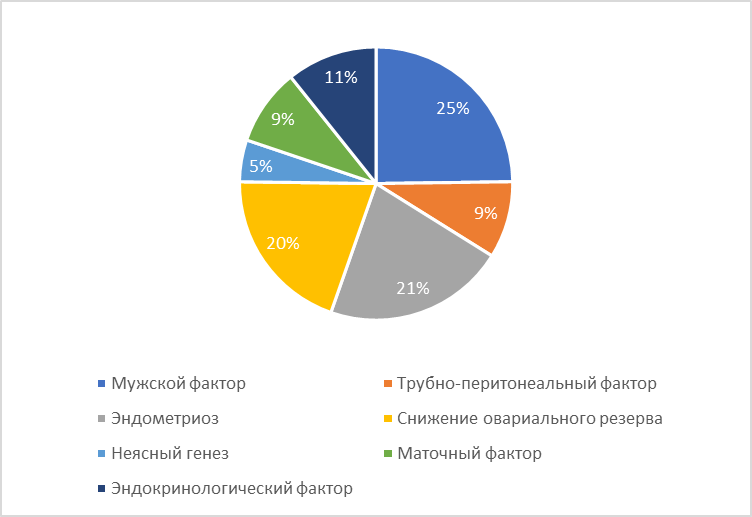 11%
25%
9%
5%
9%
20%
21%
Мужской фактор
Трубно-перитонеальный фактор
Эндометриоз
Снижение овариального резерва
Неясный генез
Маточный фактор
Эндокринологический фактор